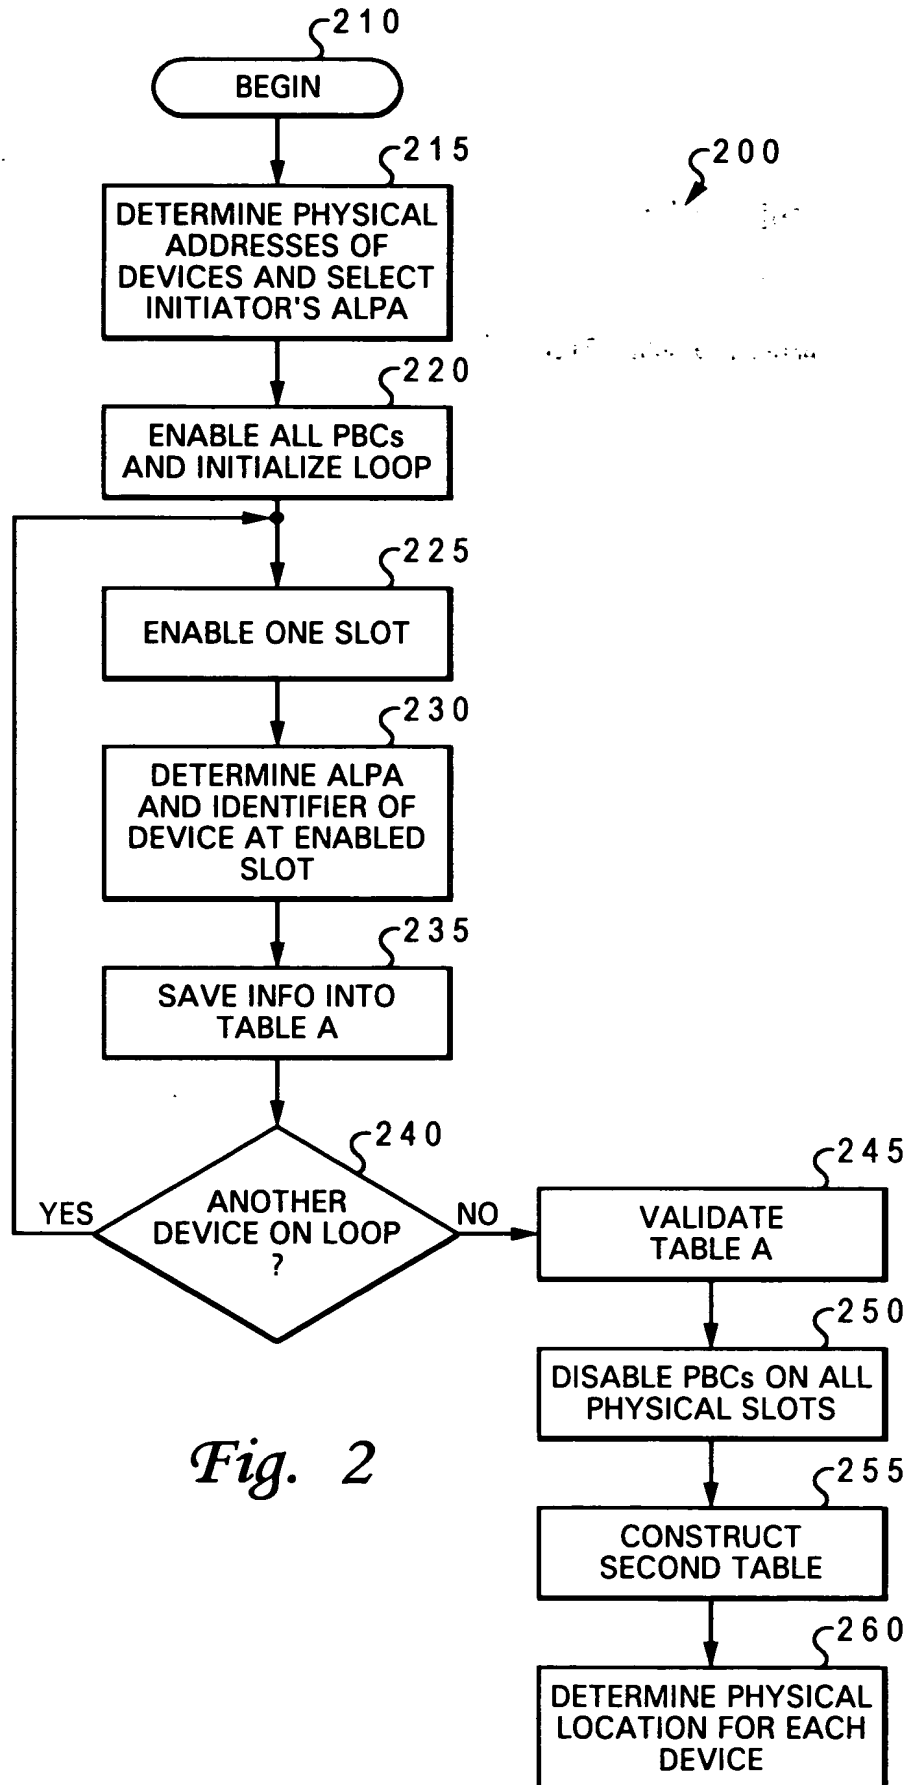 210
BEGIN
215
200
DETERMINE PHYSICAL
ADDRESSES OF
DEVICES AND SELECT
INITIATOR'S ALPA
220
ENABLE ALL PBCs
AND INITIALIZE LOOP
225
ENABLE ONE SLOT
230
DETERMINE ALPA
AND IDENTIFIER OF
DEVICE AT ENABLED
SLOT
235
SAVE INFO INTO
TABLE A
240
ANOTHER
DEVICE ON LOOP
?
YES
NO
245
VALIDATE
TABLE A
250
DISABLE PBCs ON ALL
PHYSICAL SLOTS
255
CONSTRUCT
SECOND TABLE
260
DETERMINE PHYSICAL
LOCATION FOR EACH
DEVICE
Fig. 2